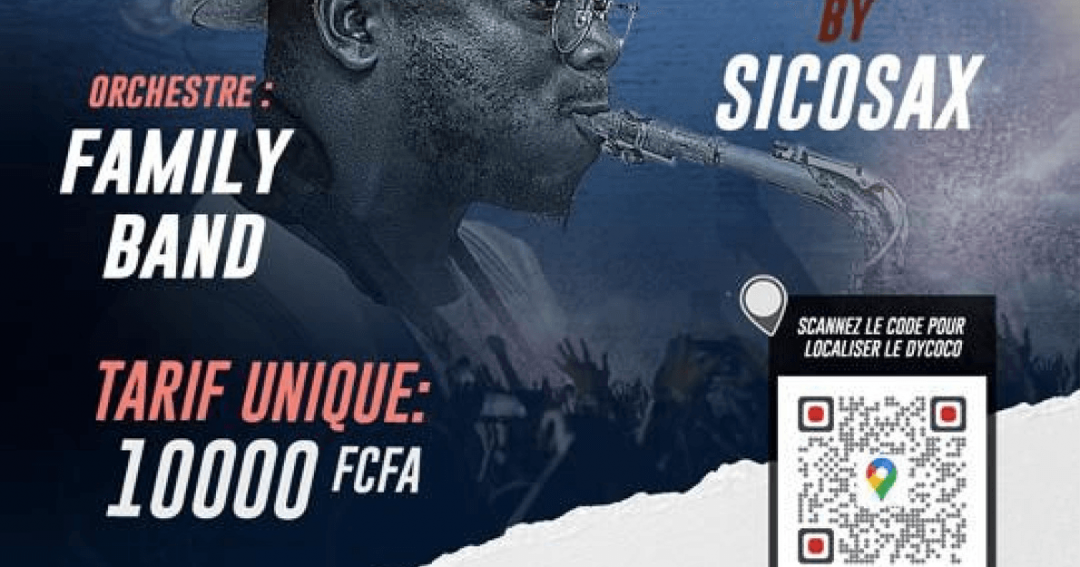 BY
SICOSAX
ORCHESTRE :
FAMILY
BAND
TARIF UNIQUE:
10000 FCFA
SCANNEZ LE CODE POUR
LOCALISER LE DYCOCO